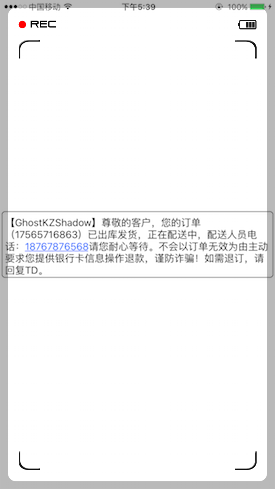 中国移动 下午5:39 100%
REC
【GhostKZShadow】尊敬的客户，您的订单
（17565716863）已出库发货，正在配送中，配送人员电
话：18767876568请您耐心等待。不会以订单无效为由主动
要求您提供银行卡信息操作退款，谨防诈骗！如需退订，请
回复TD。